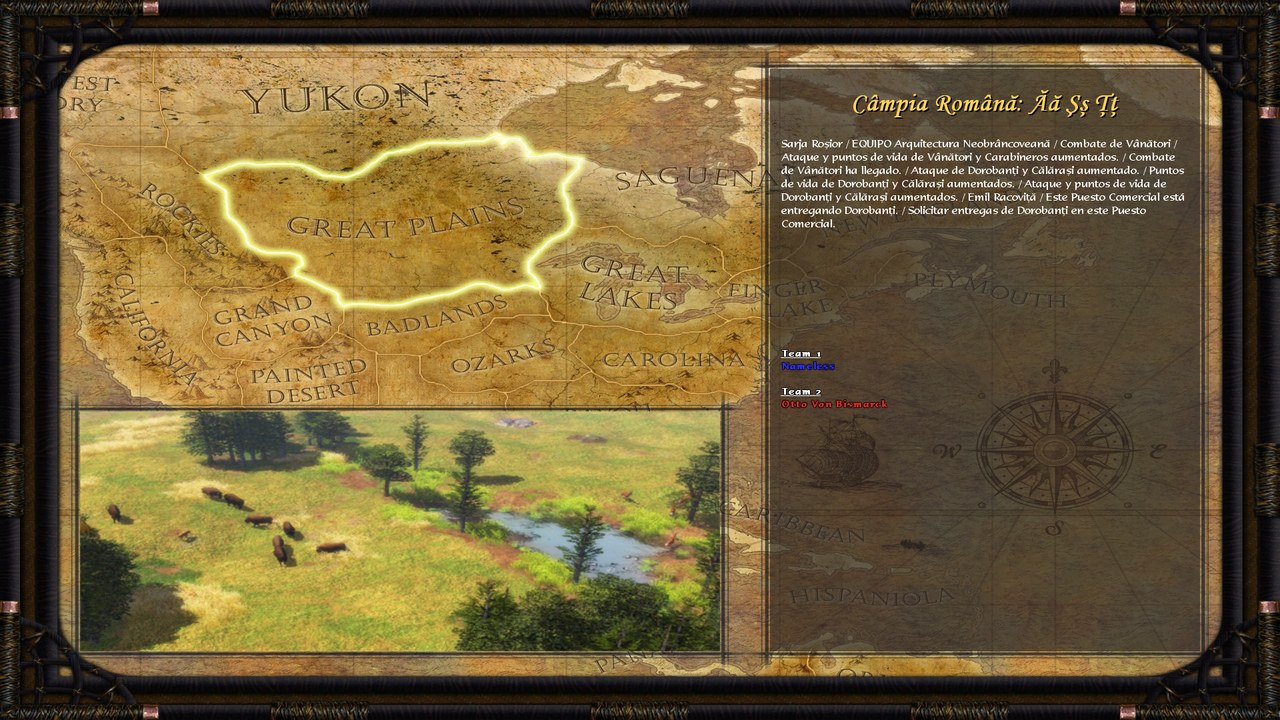 EST
ORY
YUKON
ROCKIES
GREAT PLAINS
SAGUENA
CALIFORNIA
GRAND
CANYON
BADLANDS
GREAT
LAKES
FINGER
LAKE
PLYMOUTH
PAINTED
DESERT
OZARKS
CAROLINA
Câmpia Română: Ăă Șș Țț
Sarja Roșior / EQUIPO Arquitectura Neobrâncoveană / Combate de Vânători /
Ataque y puntos de vida de Vânători y Carabineros aumentados. / Combate
de Vânători ha llegado. / Ataque de Dorobanți y Călărași aumentado. / Puntos
de vida de Dorobanți y Călărași aumentados. / Ataque y puntos de vida de
Dorobanți y Călărași aumentados. / Emil Racoviță / Este Puesto Comercial está
entregando Dorobanți. / Solicitar entregas de Dorobanți en este Puesto
Comercial.
NEW
Team 1
Nameless
Team 2
Otto Von Bismarck
W
E
S
CARIBBEAN
HISPANIOLA